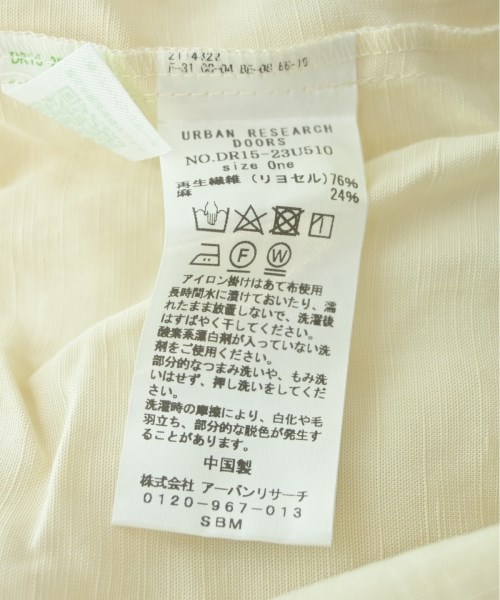 URBAN RESEARCH
DOORS
NO.DR15-23U510
size One
再生繊維(リヨセル)76%
麻 24%
F W
アイロン掛けはあて布使用
長時間水に漬けておいたり、濡
れたまま放置しないで、洗濯後
はすばやく干してください。
酸素系漂白剤が入っていない洗
剤をご使用ください。
部分的なつまみ洗いや、もみ洗
いはせず、押し洗いをしてくだ
さい。
洗濯時の摩擦により、白化や毛
羽立ち、部分的な脱色が発生す
ることがあります。
中国製
株式会社 アーバンリサーチ
0120-967-013
SBM